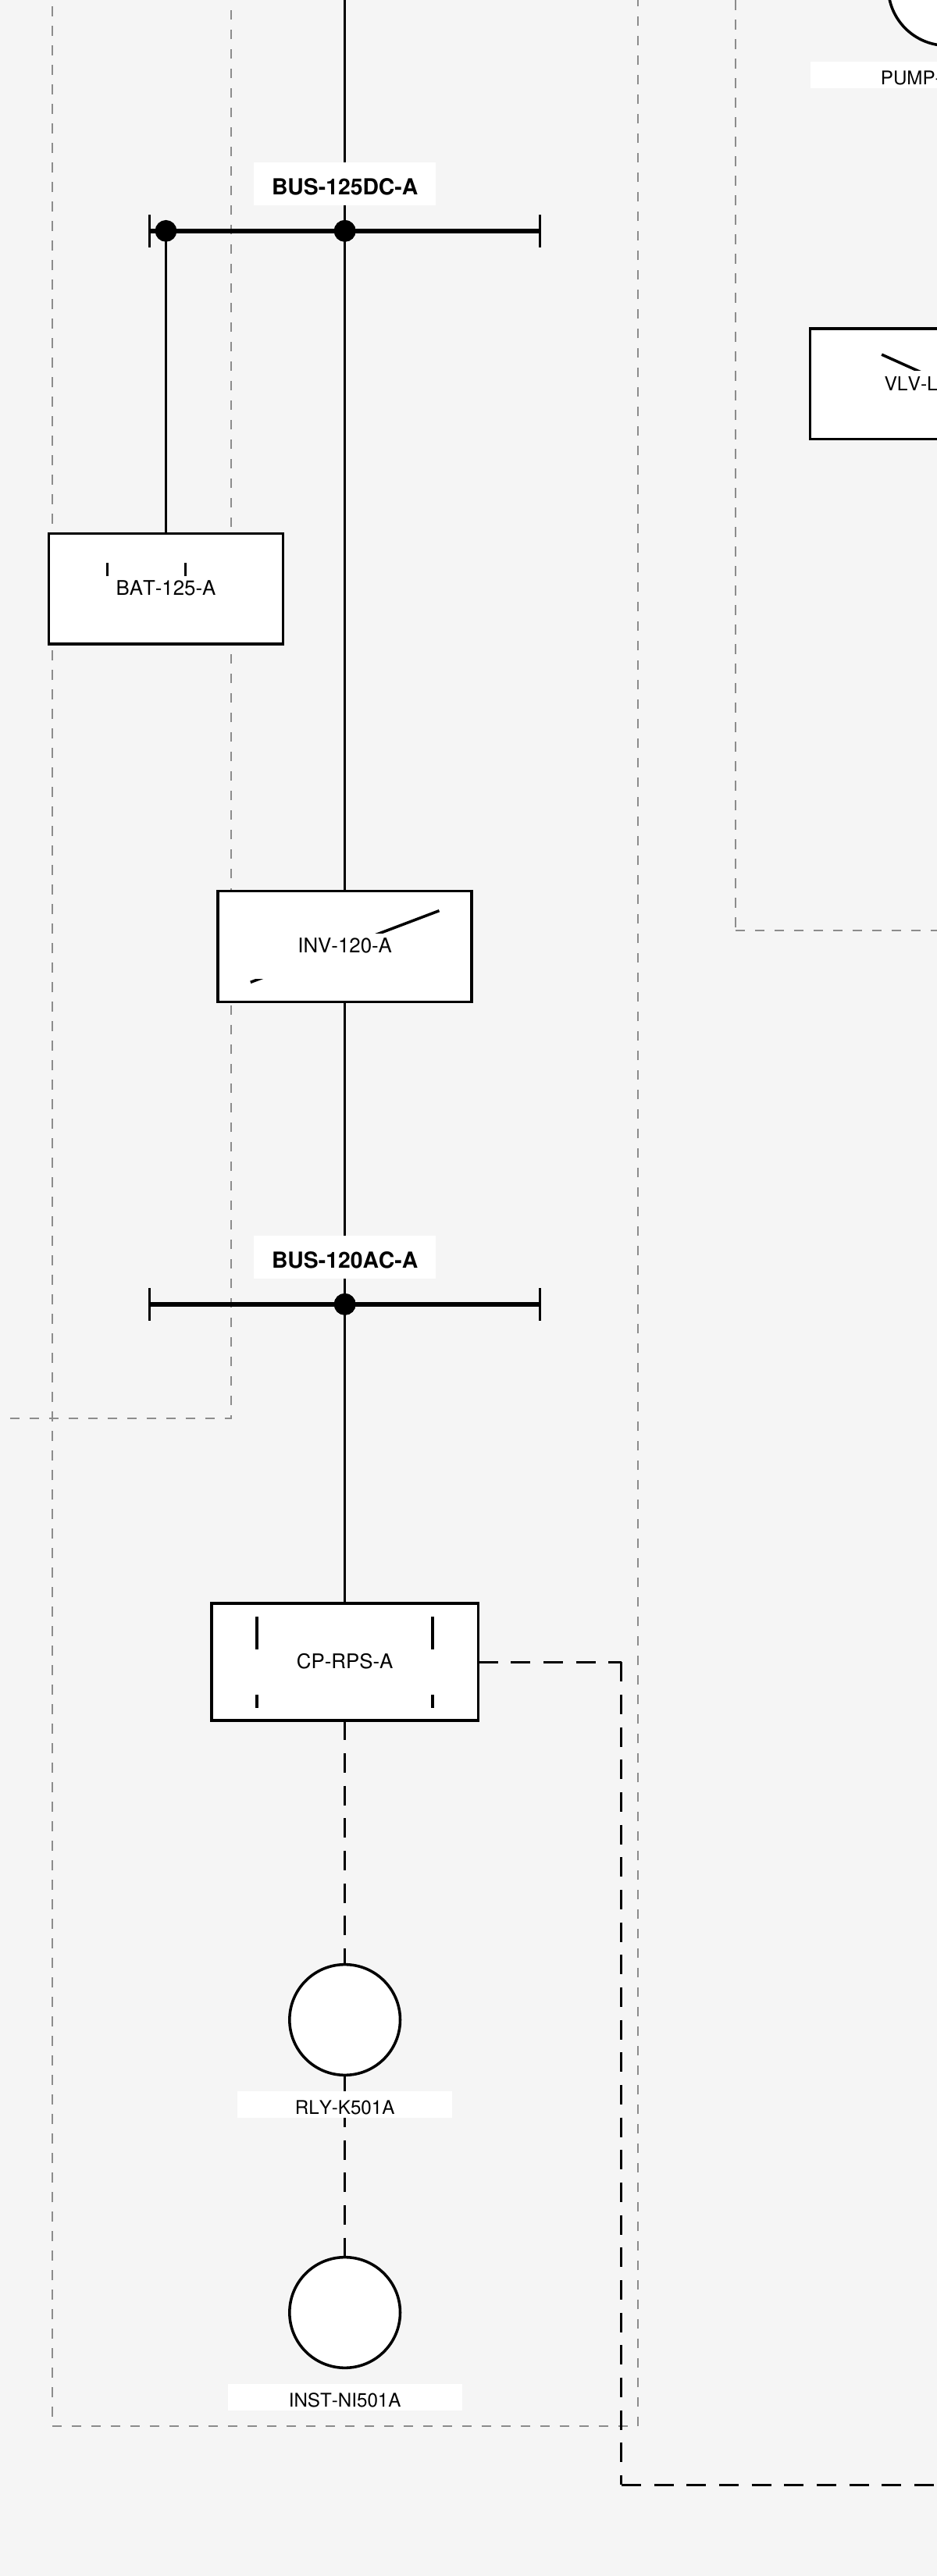 PUMP-
BUS-125DC-A
VLV-L
BAT-125-A
INV-120-A
BUS-120AC-A
CP-RPS-A
RLY-K501A
INST-NI501A